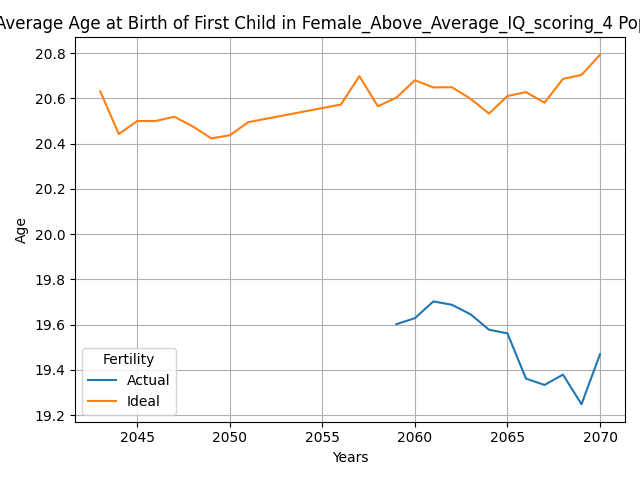 Average Age at Birth of First Child in Female_Above_Average_IQ_scoring_4 Pop
20.8
20.6
20.4
20.2
20.0
19.8
19.6
19.4
19.2
Age
Fertility
Actual
Ideal
2045 2050 2055 2060 2065 2070
Years